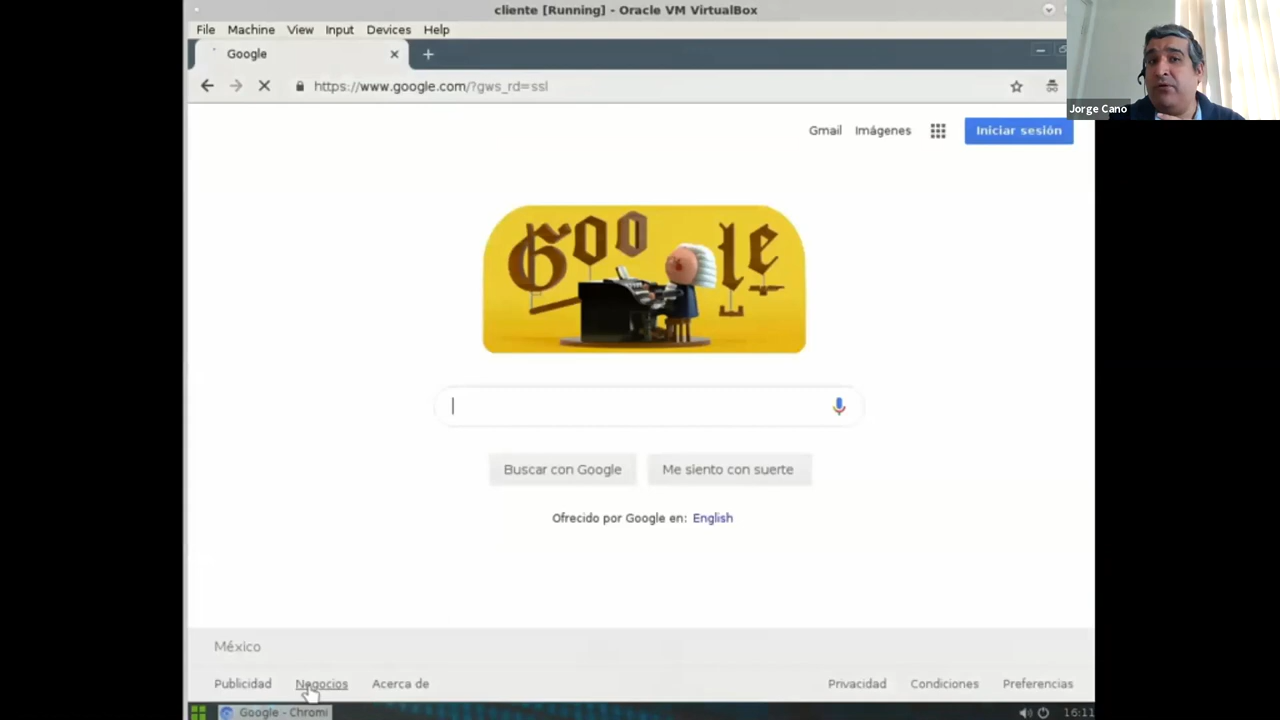 cliente [Running] - Oracle VM VirtualBox
File Machine View Input Devices Help
Google
https://www.google.com/?gws_rd=ssl
Jorge Cano
Gmail Imágenes Iniciar sesión
Google
Buscar con Google Me siento con suerte
Ofrecido por Google en: English
México
Publicidad Negocios Acerca de Privacidad Condiciones Preferencias
Google - Chromi 16:11